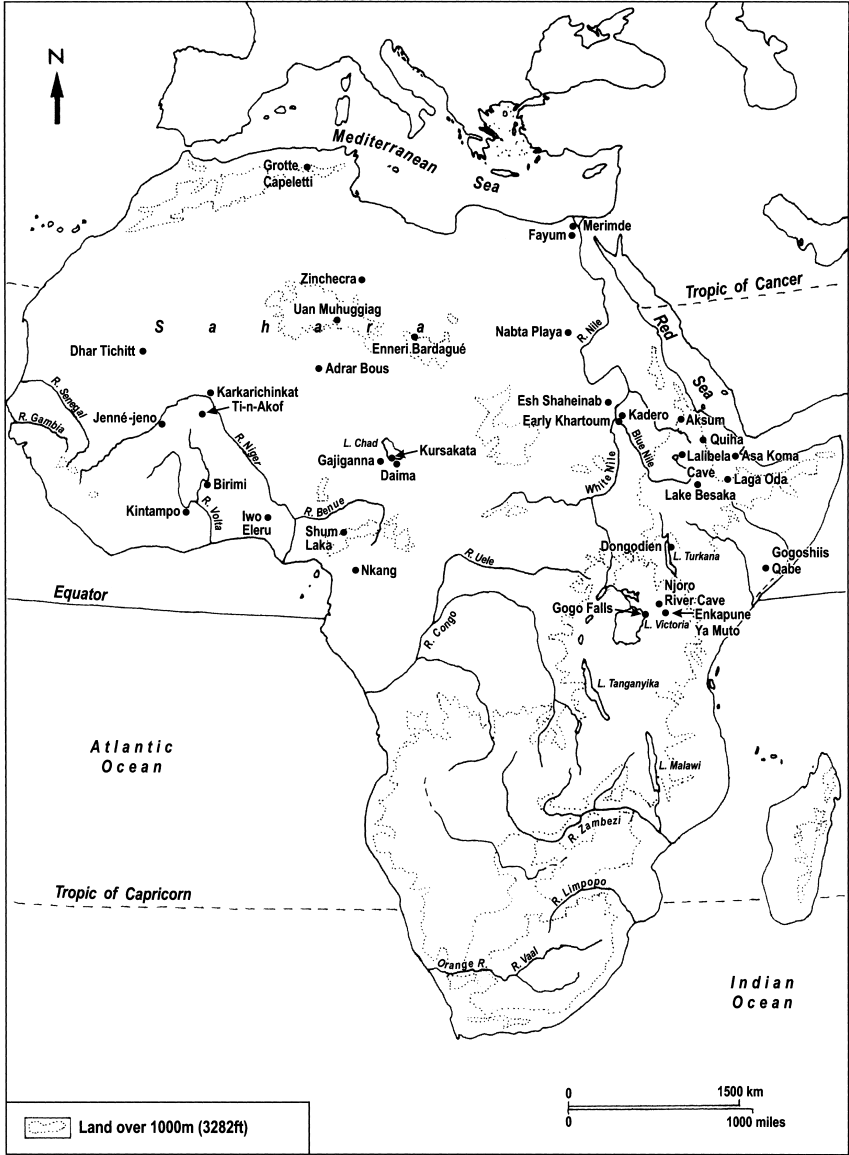 N
Mediterranean
Sea
Grotte
Capeletti
Merimde
Fayum
Zinchecra
Tropic of Cancer
Uan Muhuggiag
Sahara
Enneri Bardagué
Nabta Playa
R. Nile
Red
Sea
Dhar Tichitt
Adrar Bous
R. Senegal
R. Gambia
Karkarichinkat
Ti-n-Akof
Jenné-jeno
R. Niger
Esh Shaheinab
Early Khartoum
Kadero
Aksum
Quiha
L. Chad
Kursakata
Gajiganna
Daima
Blue Nile
White Nile
Lalibela
Cave
Asa Koma
Laga Oda
Lake Besaka
Birimi
Kintampo
R. Volta
Iwo
Eleru
R. Benue
Shum
Laka
Nkang
Dongodien
L. Turkana
Gogoshiis
Qabe
R. Uele
Equator
Njoro
River Cave
Gogo Falls
Enkapune
Ya Muto
L. Victoria
R. Congo
L. Tanganyika
Atlantic
Ocean
L. Malawi
R. Zambezi
Tropic of Capricorn
R. Limpopo
Orange R.
R. Vaal
Indian
Ocean
0 1500 km
0 1000 miles
Land over 1000m (3282ft)